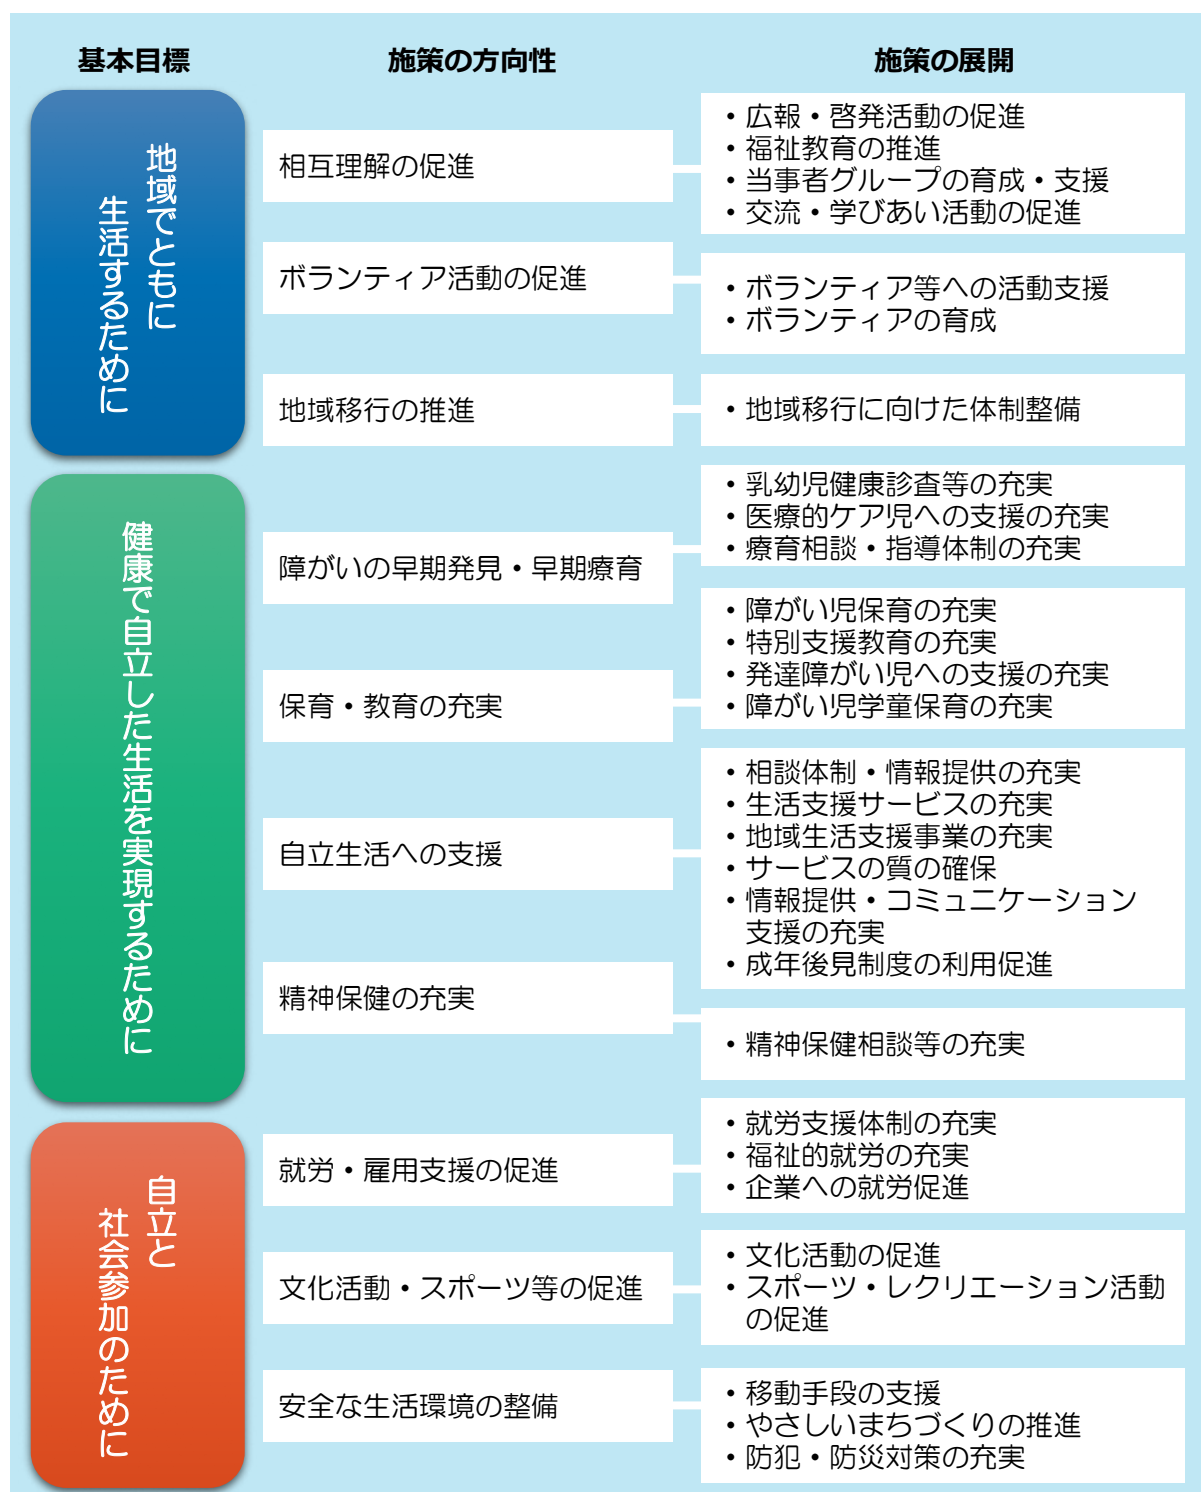 基本目標
施策の方向性
施策の展開
地域でともに
生活するために
相互理解の促進
・広報・啓発活動の促進
・福祉教育の推進
・当事者グループの育成・支援
・交流・学びあい活動の促進
ボランティア活動の促進
・ボランティア等への活動支援
・ボランティアの育成
地域移行の推進
・地域移行に向けた体制整備
健康で自立した生活を実現するために
障がいの早期発見・早期療育
・乳幼児健康診査等の充実
・医療的ケア児への支援の充実
・療育相談・指導体制の充実
保育・教育の充実
・障がい児保育の充実
・特別支援教育の充実
・発達障がい児への支援の充実
・障がい児学童保育の充実
自立生活への支援
・相談体制・情報提供の充実
・生活支援サービスの充実
・地域生活支援事業の充実
・サービスの質の確保
・情報提供・コミュニケーション
支援の充実
・成年後見制度の利用促進
精神保健の充実
・精神保健相談等の充実
自立と
社会参加のために
就労・雇用支援の促進
・就労支援体制の充実
・福祉的就労の充実
・企業への就労促進
文化活動・スポーツ等の促進
・文化活動の促進
・スポーツ・レクリエーション活動
の促進
安全な生活環境の整備
・移動手段の支援
・やさしいまちづくりの推進
・防犯・防災対策の充実